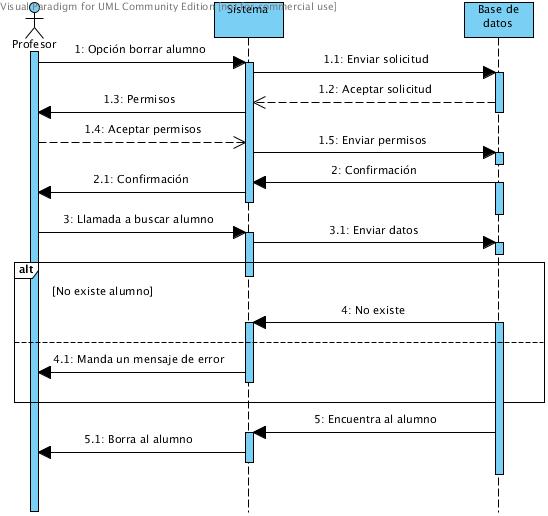 Visual Paradigm for UML Community Edition [not for commercial use]
Sistema
Base de
datos
Profesor
1: Opción borrar alumno
1.1: Enviar solicitud
1.2: Aceptar solicitud
1.3: Permisos
1.4: Aceptar permisos
1.5: Enviar permisos
2: Confirmación
2.1: Confirmación
3: Llamada a buscar alumno
3.1: Enviar datos
alt
[No existe alumno]
4: No existe
4.1: Manda un mensaje de error
5: Encuentra al alumno
5.1: Borra al alumno